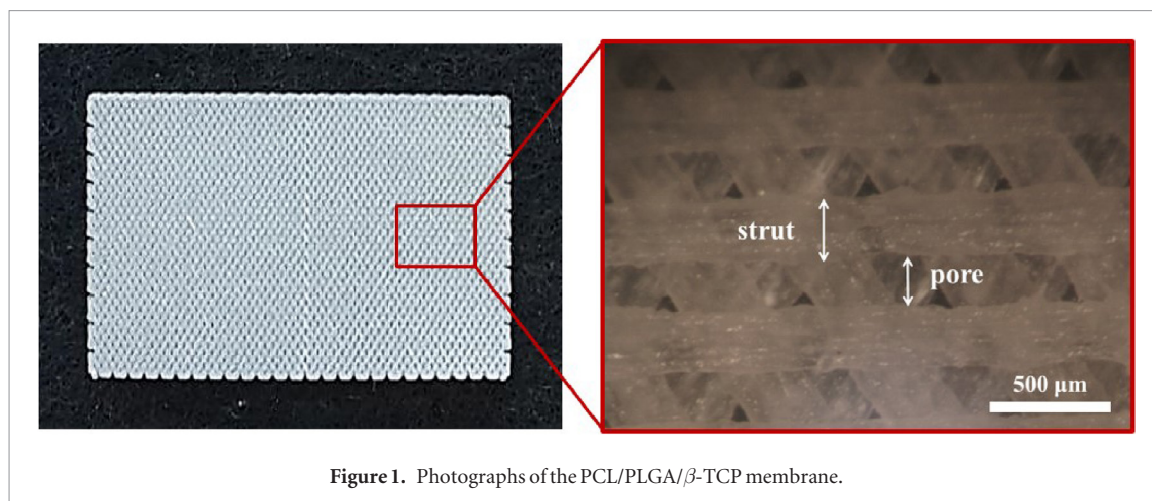 strut
pore
500 µm
Figure 1. Photographs of the PCL/PLGA/β-TCP membrane.